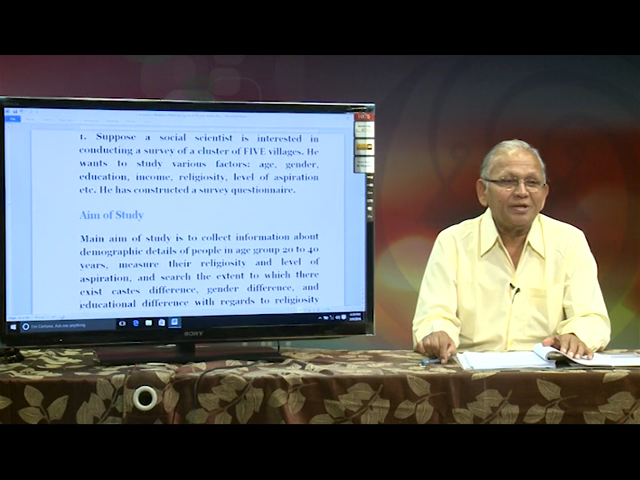 1. Suppose a social scientist is interested in
conducting a survey of a cluster of FIVE villages. He
wants to study various factors: age, gender,
education, income, religiosity, level of aspiration
etc. He has constructed a survey questionnaire.
Aim of Study
Main aim of study is to collect information about
demographic details of people in age group 20 to 40
years, measure their religiosity and level of
aspiration, and search the extent to which there
exist castes difference, gender difference, and
educational difference with regards to religiosity
I'm Cortana. Ask me anything.
SONY